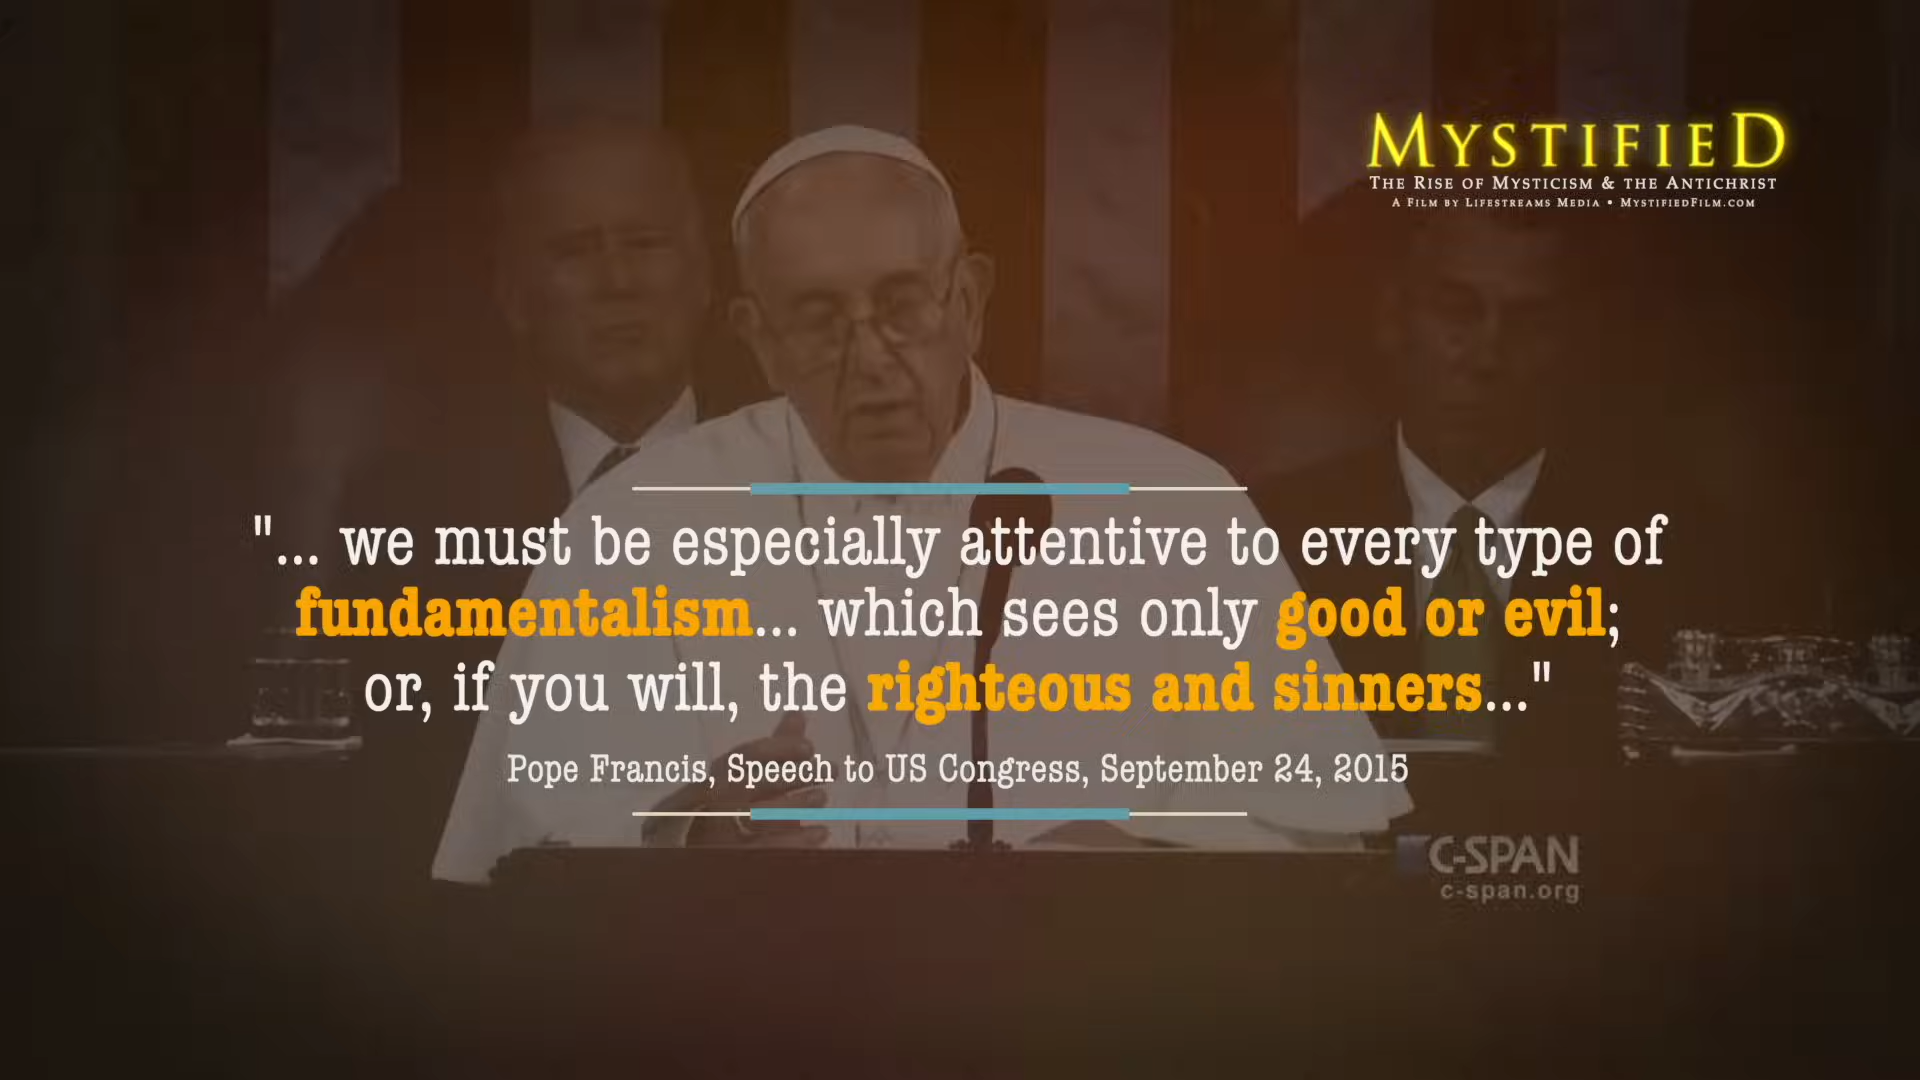 MYSTIFIED
THE RISE OF MYSTICISM & THE ANTICHRIST
A FILM BY LIFESTREAMS MEDIA • MYSTIFIEDFILM.COM
"... we must be especially attentive to every type of
fundamentalism... which sees only good or evil;
or, if you will, the righteous and sinners..."
Pope Francis, Speech to US Congress, September 24, 2015
C-SPAN
c-span.org